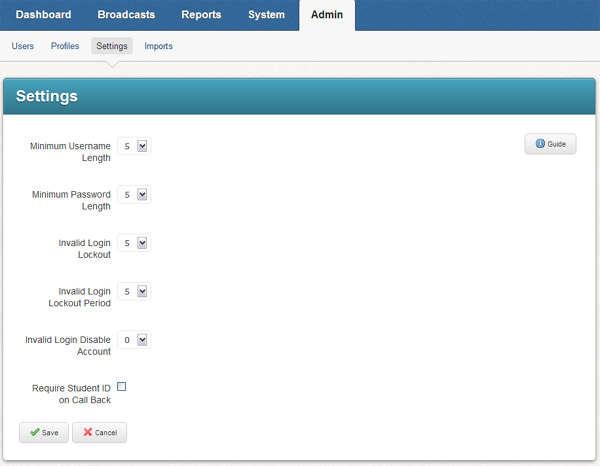 Dashboard Broadcasts Reports System Admin
Users Profiles Settings Imports
Settings
Minimum Username 5
Length
Guide
Minimum Password 5
Length
Invalid Login 5
Lockout
Invalid Login 5
Lockout Period
Invalid Login Disable 0
Account
Require Student ID
on Call Back
Save Cancel